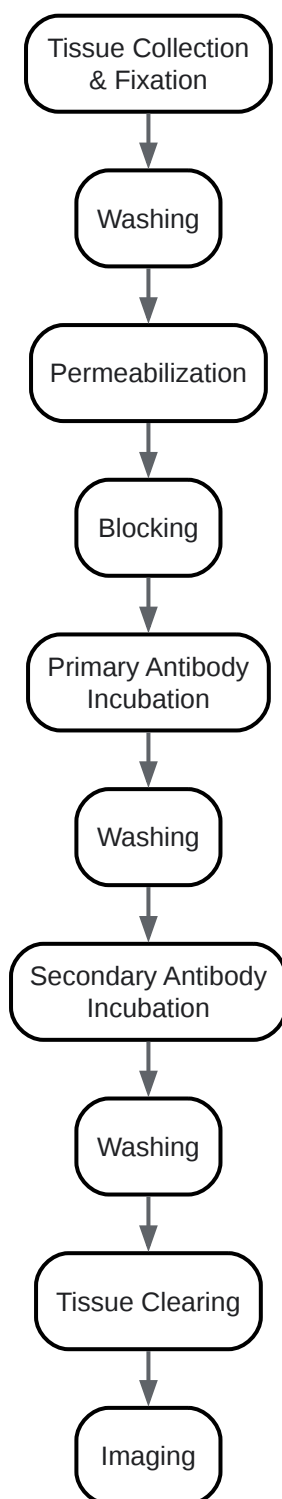 Tissue Collection
& Fixation
Washing
Permeabilization
Blocking
Primary Antibody
Incubation
Washing
Secondary Antibody
Incubation
Washing
Tissue Clearing
Imaging